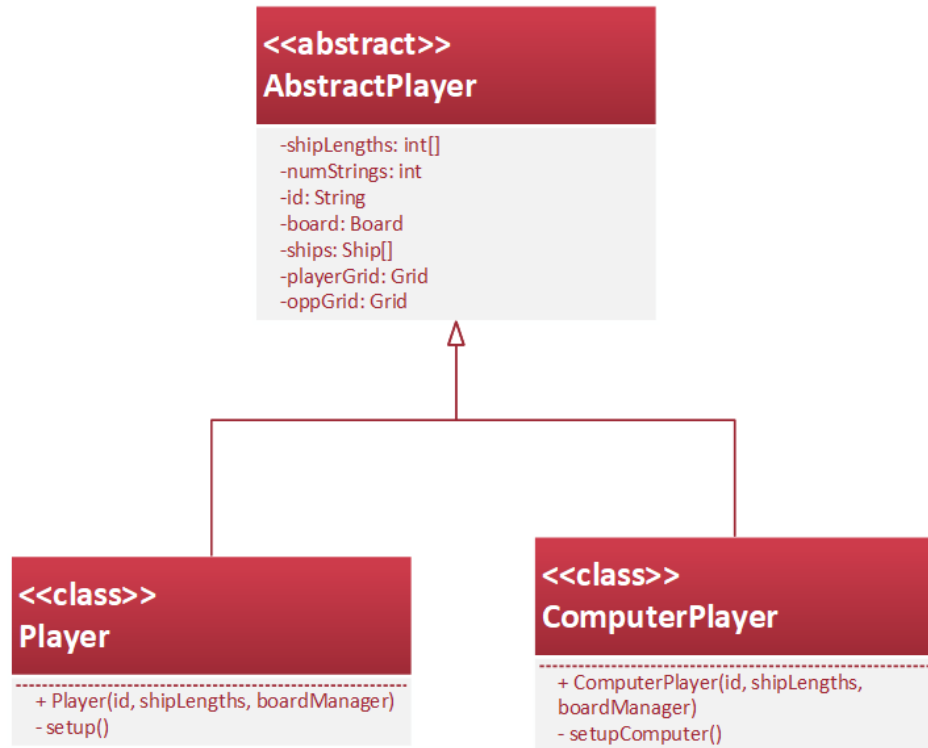 <<abstract>>
AbstractPlayer
-shipLengths: int[]
-numStrings: int
-id: String
-board: Board
-ships: Ship[]
-playerGrid: Grid
-oppGrid: Grid
<<class>>
Player
+ Player(id, shipLengths, boardManager)
- setup()
<<class>>
ComputerPlayer
+ ComputerPlayer(id, shipLengths,
boardManager)
- setupComputer()